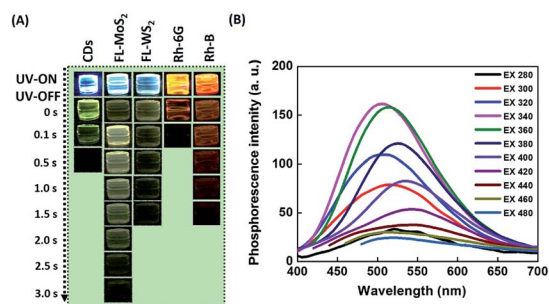 (A)
CDs
FL-MoS2
FL-WS2
Rh-6G
Rh-B
UV-ON
UV-OFF
0 s
0.1 s
0.5 s
1.0 s
1.5 s
2.0 s
2.5 s
3.0 s
(B)
Phosphorescence intenity (a. u.)
200
150
100
50
0
400
450
500
550
600
650
700
Wavelength (nm)
EX 280
EX 300
EX 320
EX 340
EX 360
EX 380
EX 400
EX 420
EX 440
EX 460
EX 480